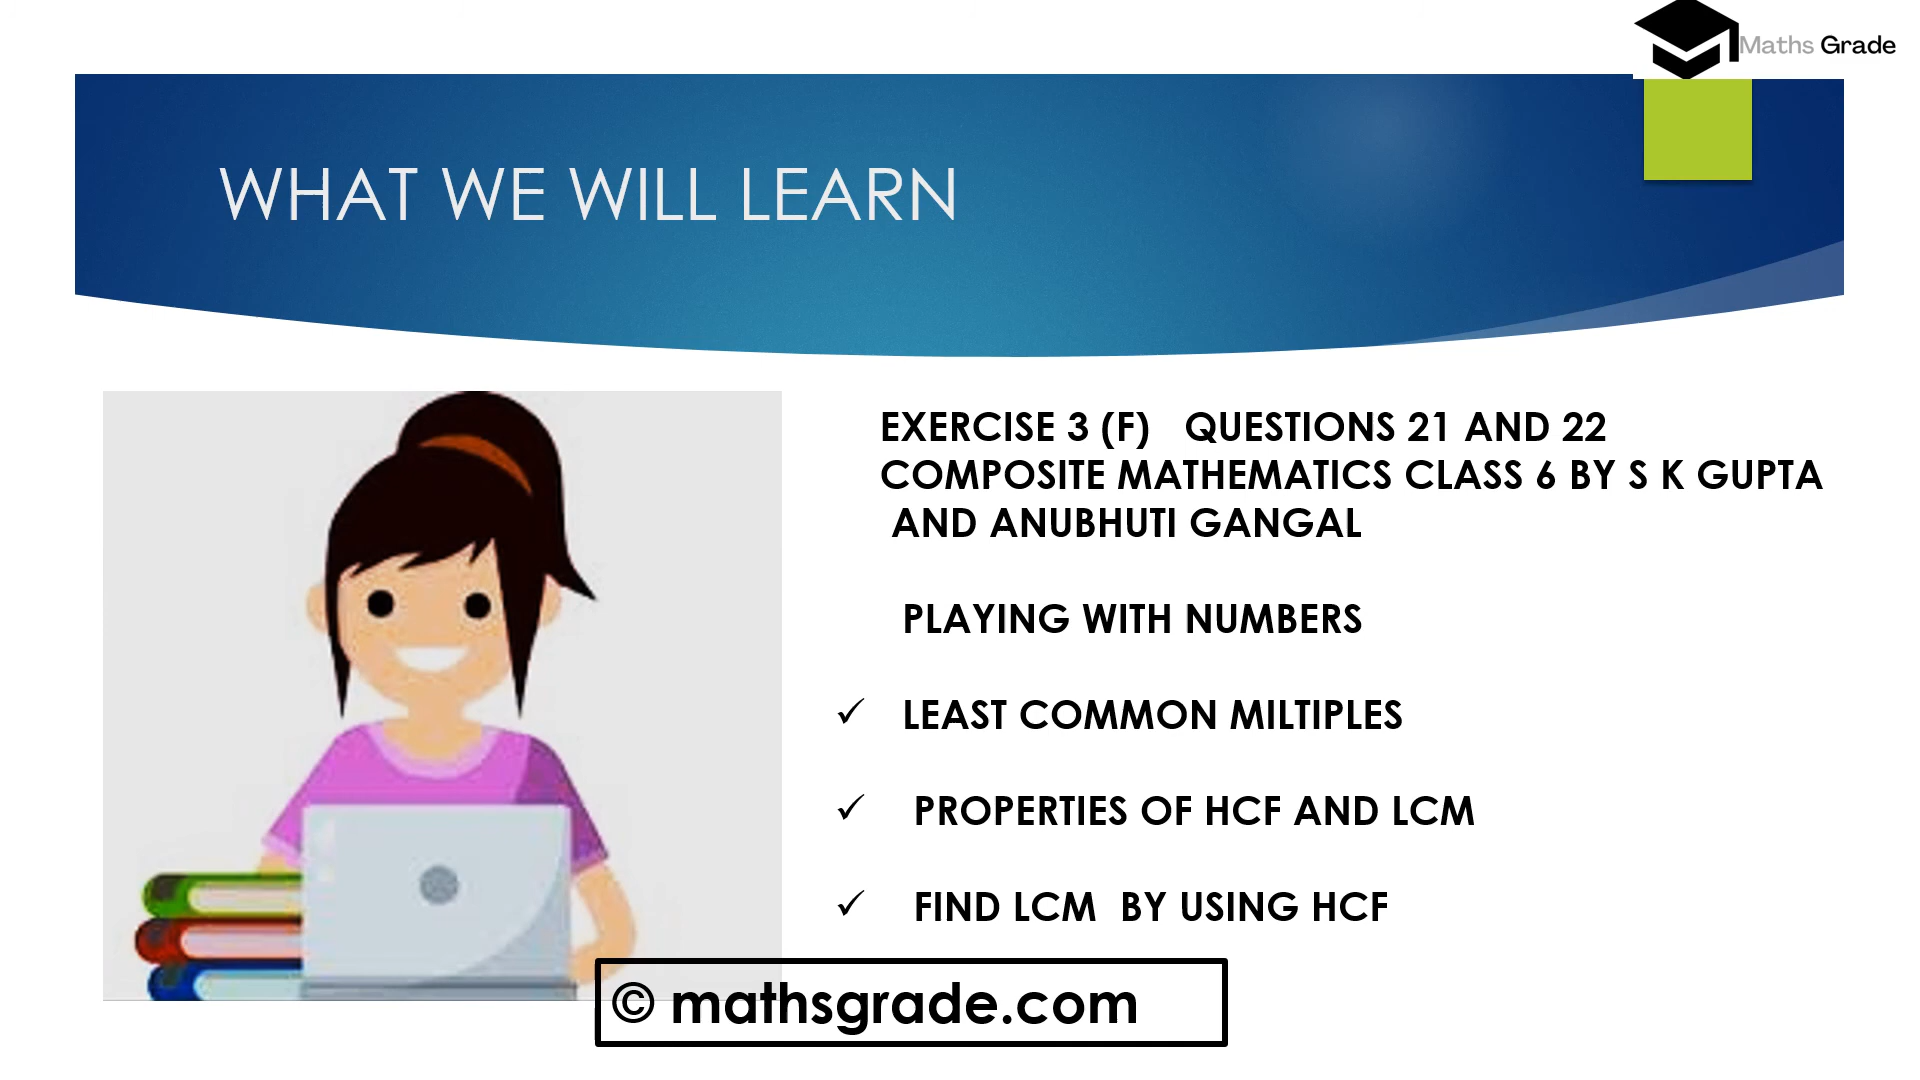 Maths Grade
WHAT WE WILL LEARN
EXERCISE 3 (F) QUESTIONS 21 AND 22
COMPOSITE MATHEMATICS CLASS 6 BY S K GUPTA
AND ANUBHUTI GANGAL
PLAYING WITH NUMBERS
✓ LEAST COMMON MILTIPLES
✓ PROPERTIES OF HCF AND LCM
✓ FIND LCM BY USING HCF
© mathsgrade.com